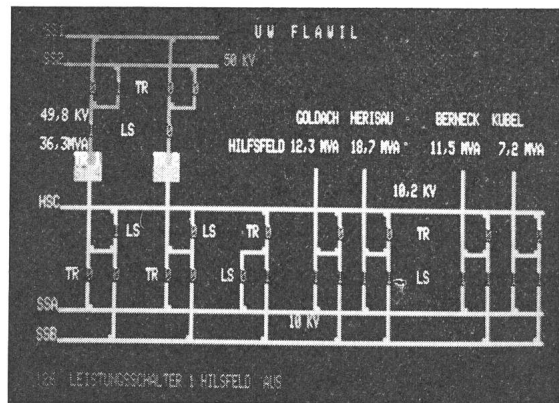 UW FLAWIL
SS1
SS2 50 KV
TR
49,8 KV
LS
36,3MVA
GOLDACH HERISAU BERNECK KUBEL
HILFSFELD 12,3 MVA 18,7 MVA 11,5 MVA 7,2 MVA
10,2 KV
HSC
LS LS TR TR
TR TR LS LS
SSA
10 KV
SSB
LEISTUNGSSCHALTER 1 HILSFELD AUS